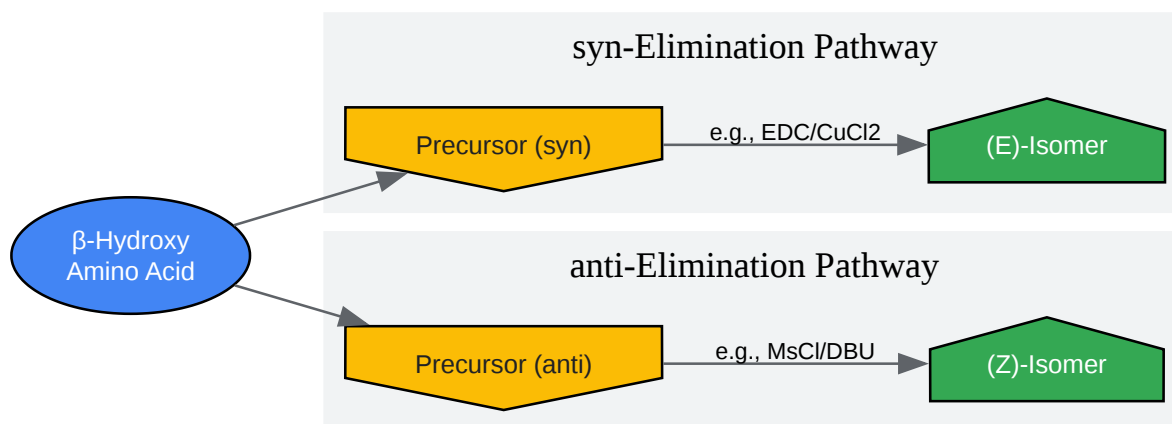 syn-Elimination Pathway
Precursor (syn)
e.g., EDC/CuCl2
(E)-Isomer
β-Hydroxy
Amino Acid
anti-Elimination Pathway
Precursor (anti)
e.g., MsCl/DBU
(Z)-Isomer